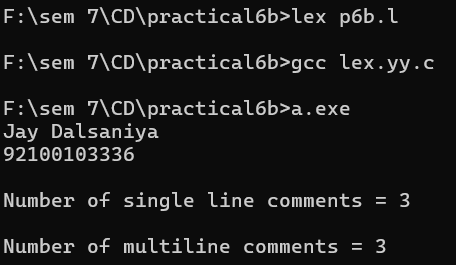 F:\sem 7\CD\practical6b>lex p6b.l
F:\sem 7\CD\practical6b>gcc lex.yy.c
F:\sem 7\CD\practical6b>a.exe
Jay Dalsaniya
92100103336
Number of single line comments = 3
Number of multiline comments = 3